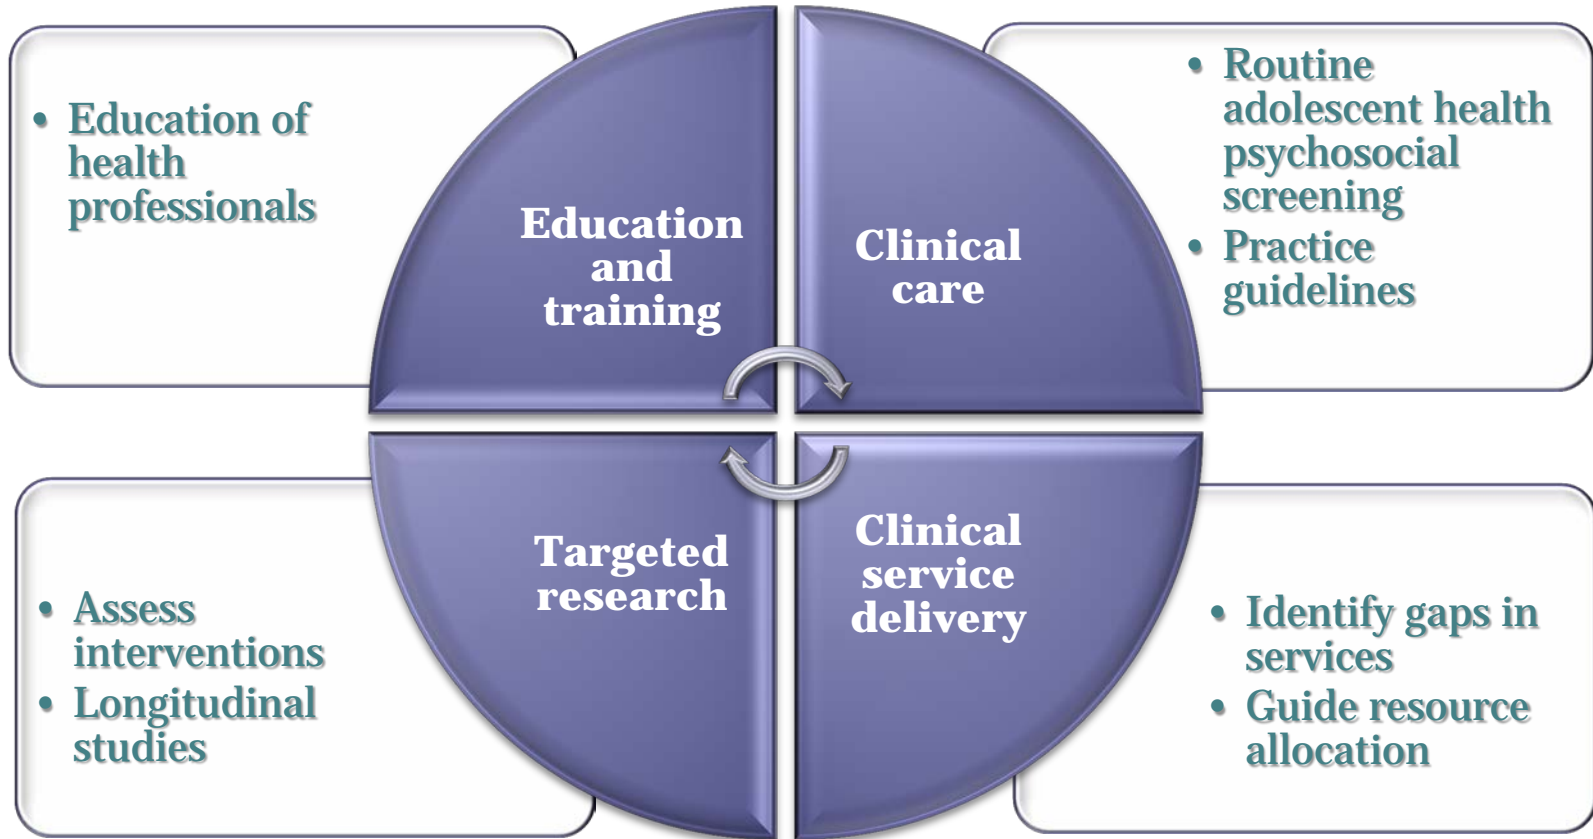 • Education of
health
professionals
Education
and
training
Clinical
care
• Routine
adolescent health
psychosocial
screening
• Practice
guidelines
• Assess
interventions
• Longitudinal
studies
Targeted
research
Clinical
service
delivery
• Identify gaps in
services
• Guide resource
allocation